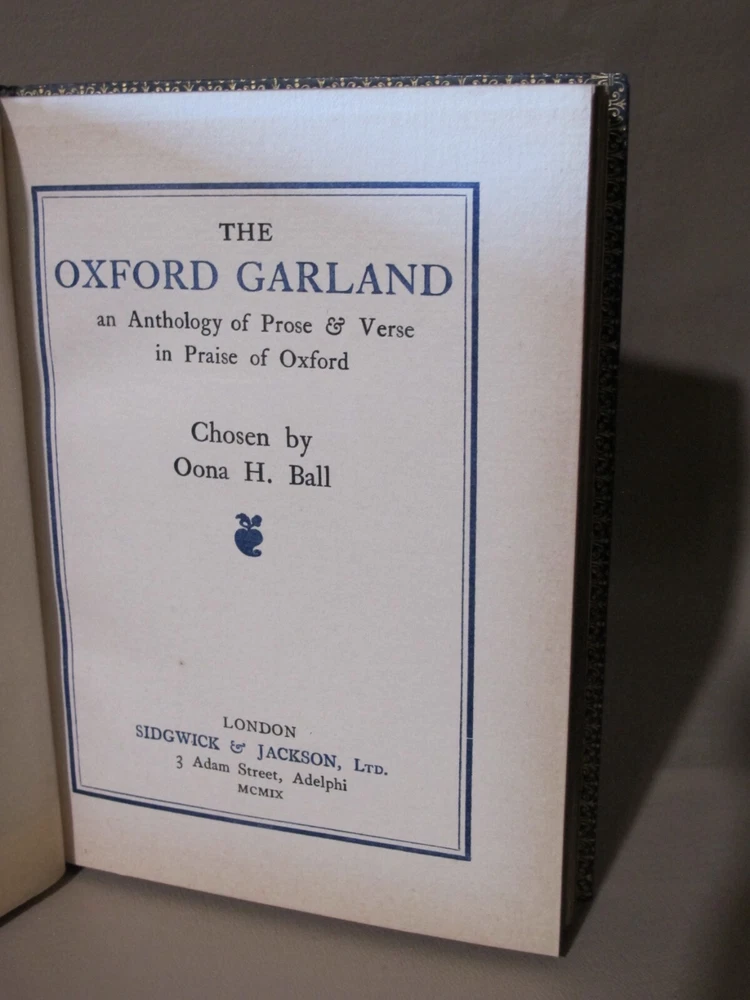 THE
OXFORD GARLAND
an Anthology of Prose & Verse
in Praise of Oxford
Chosen by
Oona H. Ball
LONDON
SIDGWICK & JACKSON, LTD.
3 Adam Street, Adelphi
MCMIX